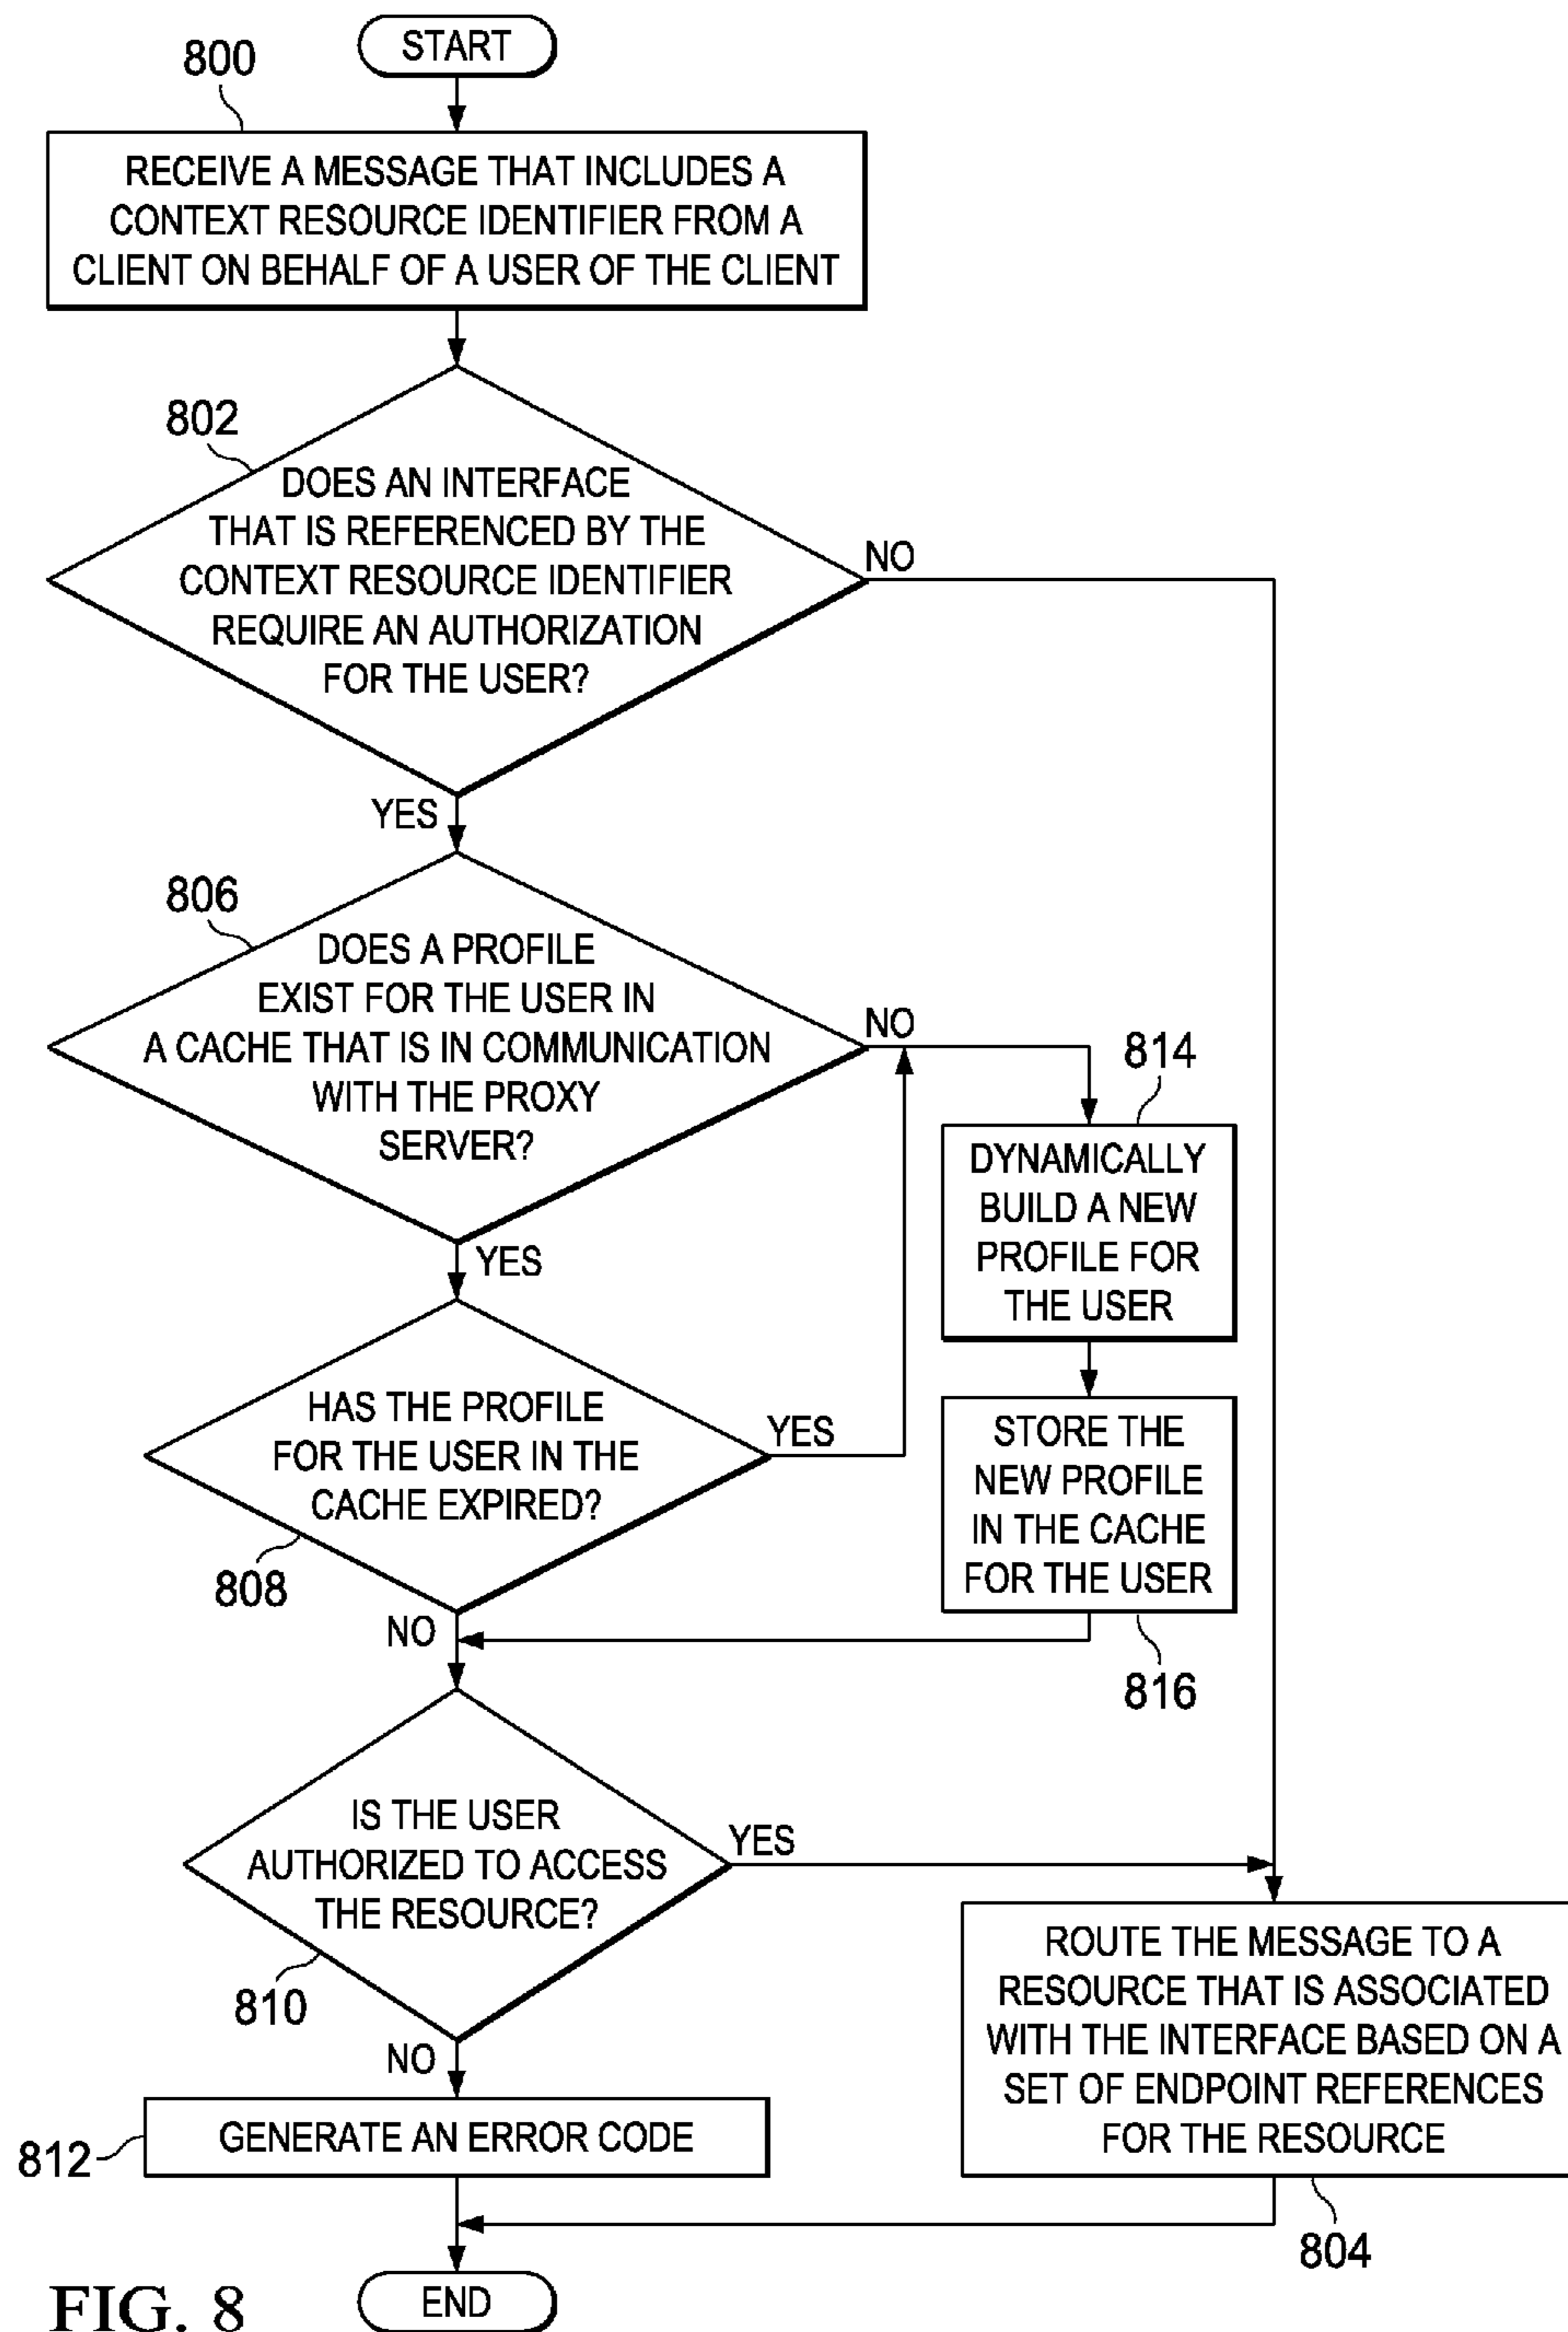 START
800
RECEIVE A MESSAGE THAT INCLUDES A
CONTEXT RESOURCE IDENTIFIER FROM A
CLIENT ON BEHALF OF A USER OF THE CLIENT
802
DOES AN INTERFACE
THAT IS REFERENCED BY THE
CONTEXT RESOURCE IDENTIFIER
REQUIRE AN AUTHORIZATION
FOR THE USER?
NO
YES
806
DOES A PROFILE
EXIST FOR THE USER IN
A CACHE THAT IS IN COMMUNICATION
WITH THE PROXY
SERVER?
NO
YES
814
DYNAMICALLY
BUILD A NEW
PROFILE FOR
THE USER
HAS THE PROFILE
FOR THE USER IN THE
CACHE EXPIRED?
YES
808
NO
STORE THE
NEW PROFILE
IN THE CACHE
FOR THE USER
816
IS THE USER
AUTHORIZED TO ACCESS
THE RESOURCE?
YES
810
NO
ROUTE THE MESSAGE TO A
RESOURCE THAT IS ASSOCIATED
WITH THE INTERFACE BASED ON A
SET OF ENDPOINT REFERENCES
FOR THE RESOURCE
804
GENERATE AN ERROR CODE
812
END
FIG. 8